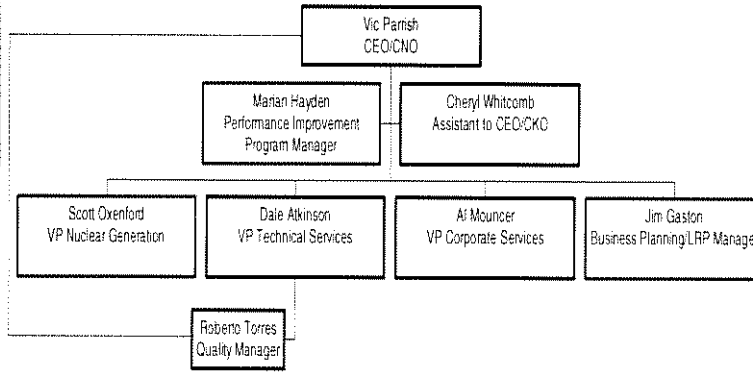 Vic Parrish
CEO/CNO
Marian Hayden
Performance Improvement
Program Manager
Cheryl Whitcomb
Assistant to CEO/CKO
Scott Oxenford
VP Nuclear Generation
Dale Atkinson
VP Technical Services
Al Mouncer
VP Corporate Services
Jim Gaston
Business Planning/LRP Manage
Roberto Torres
Quality Manager